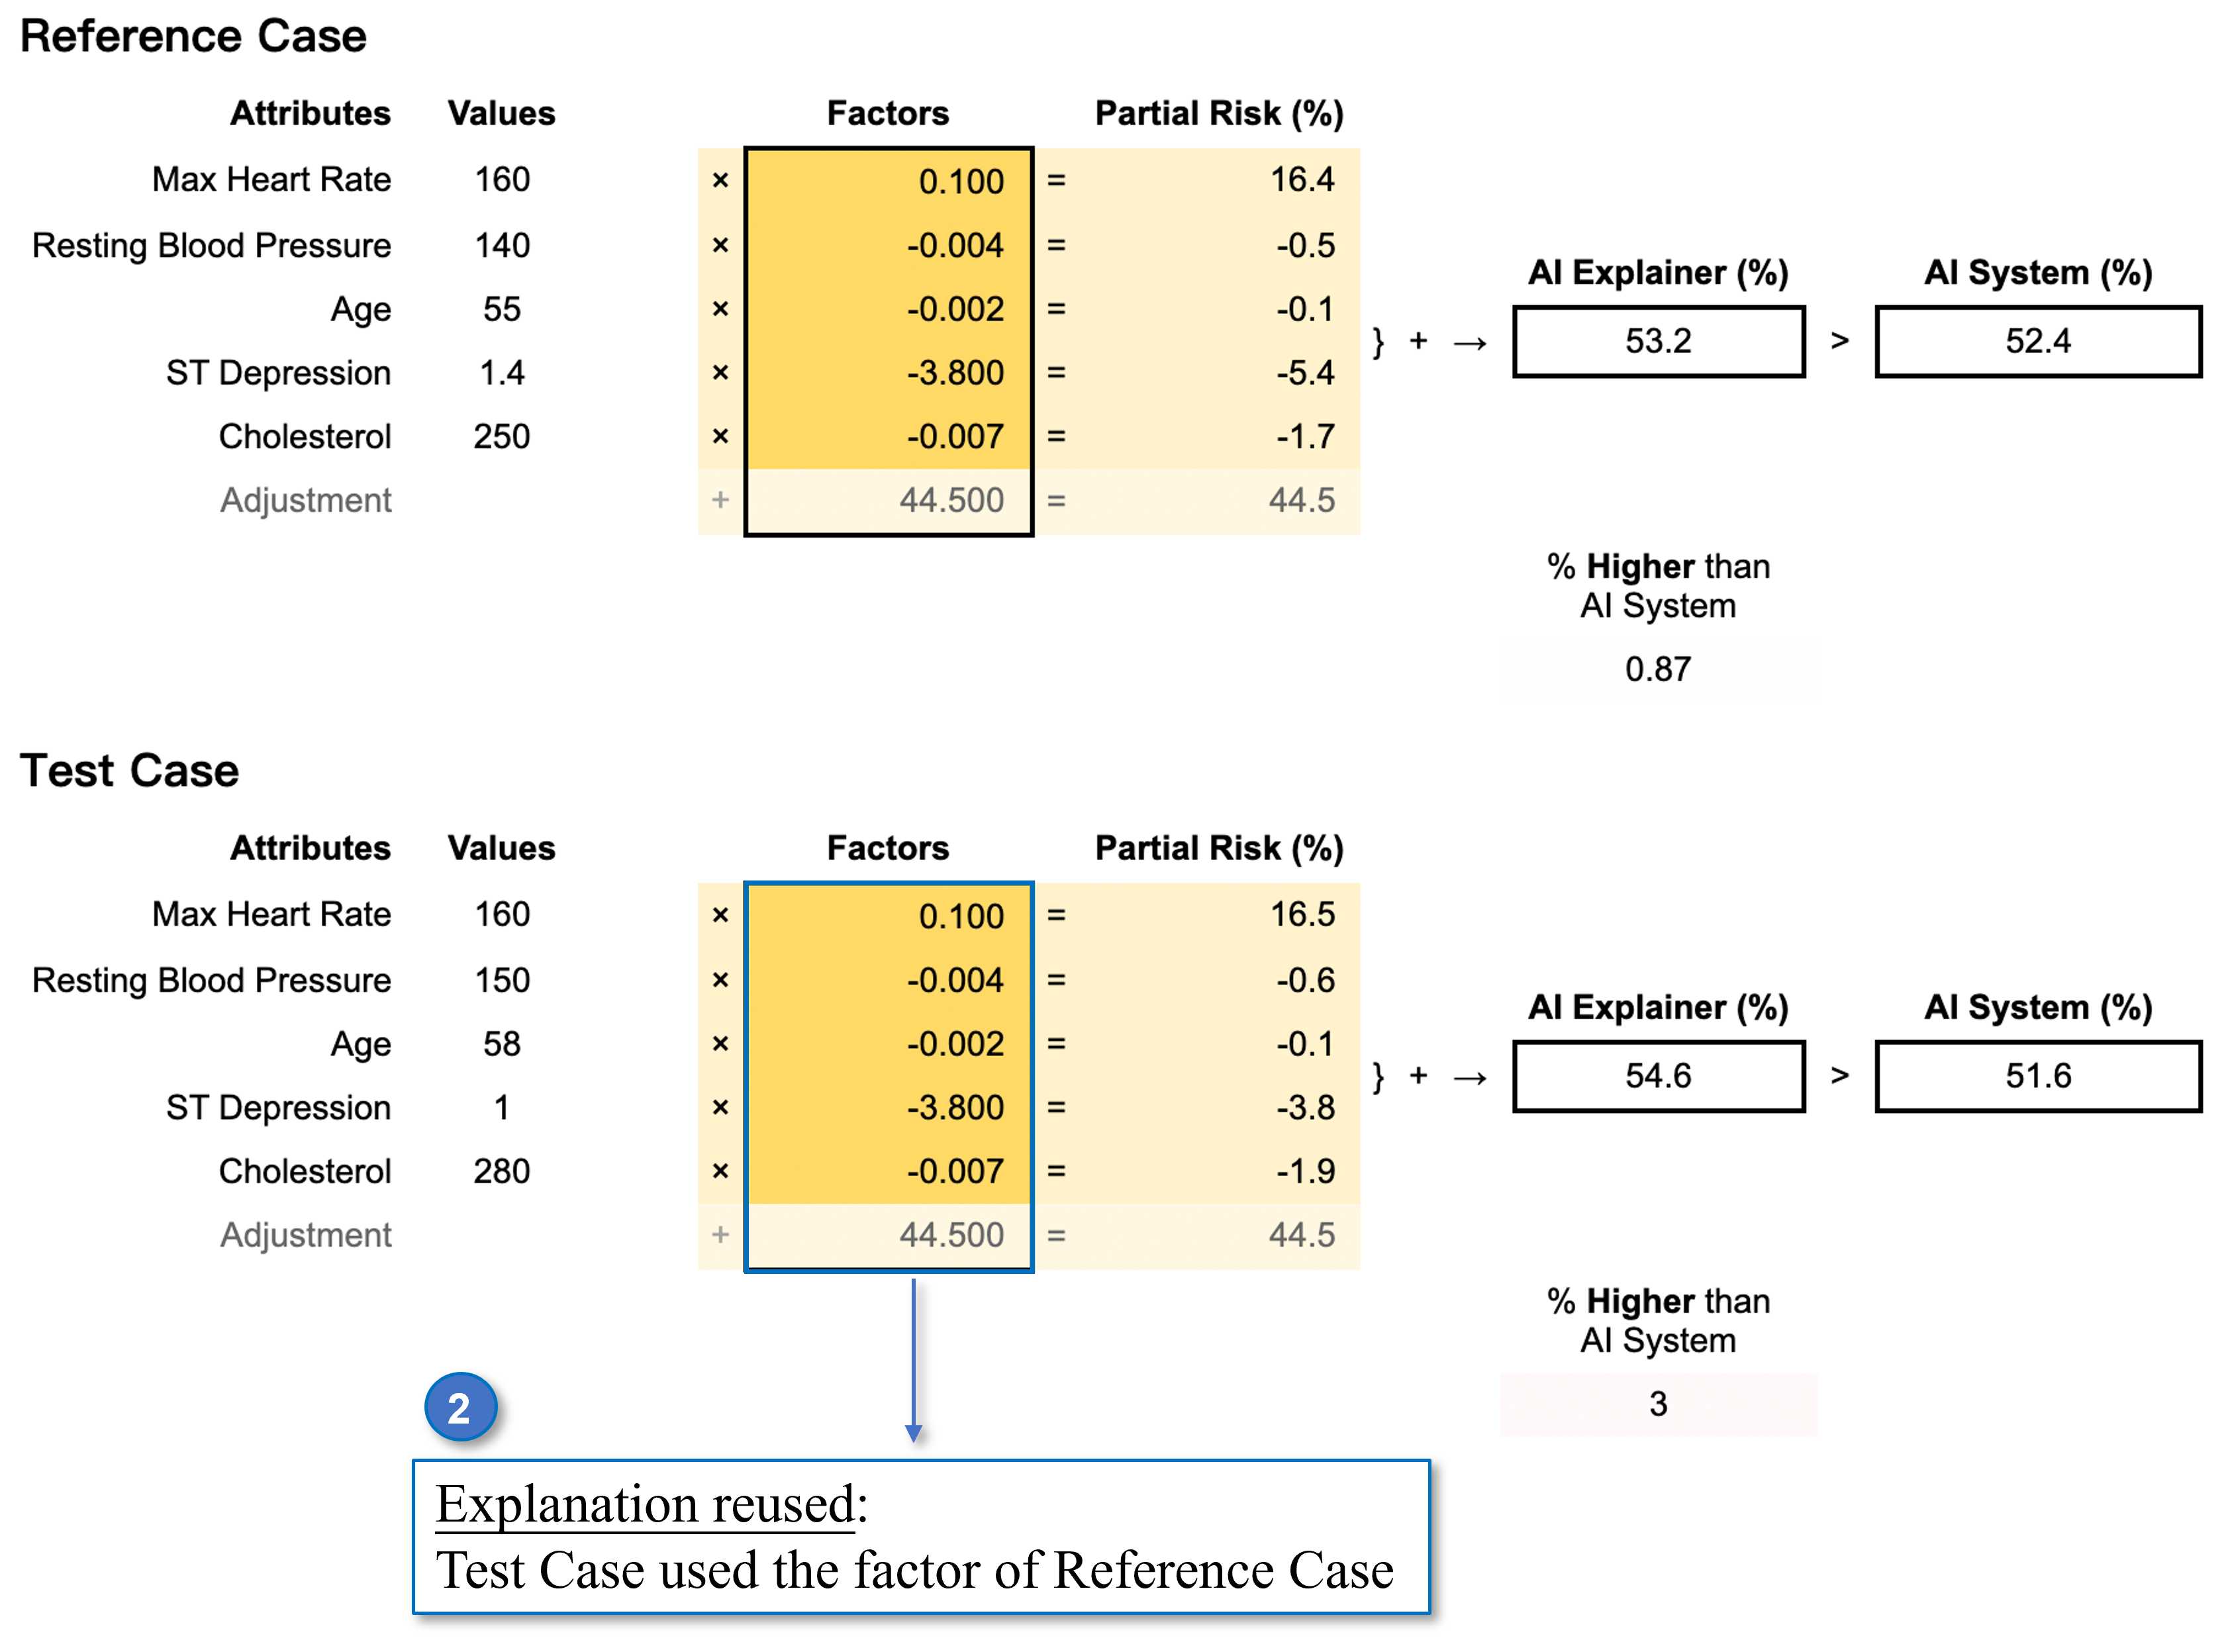 Reference Case
Attributes Values Factors Partial Risk (%)
Max Heart Rate 160 × 0.100 = 16.4
Resting Blood Pressure 140 × -0.004 = -0.5
AI Explainer (%) AI System (%)
Age 55 × -0.002 = -0.1
} + → 53.2 > 52.4
ST Depression 1.4 × -3.800 = -5.4
Cholesterol 250 × -0.007 = -1.7
Adjustment + 44.500 = 44.5
% Higher than
AI System
0.87
Test Case
Attributes Values Factors Partial Risk (%)
Max Heart Rate 160 × 0.100 = 16.5
Resting Blood Pressure 150 × -0.004 = -0.6
AI Explainer (%) AI System (%)
Age 58 × -0.002 = -0.1
} + → 54.6 > 51.6
ST Depression 1 × -3.800 = -3.8
Cholesterol 280 × -0.007 = -1.9
Adjustment + 44.500 = 44.5
% Higher than
AI System
3
2
Explanation reused:
Test Case used the factor of Reference Case